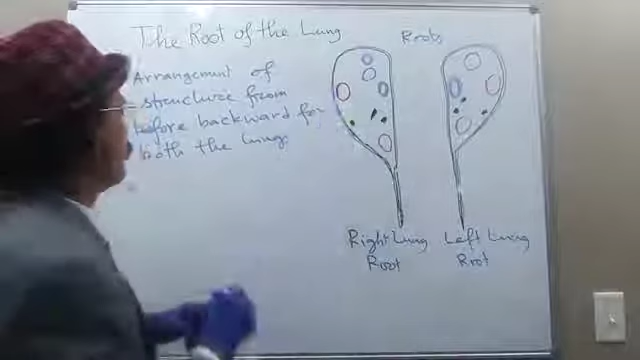 The Root of the Lung
Arrangement of
structure from
before backward for
both the lung.
Roots
Right Lung
Root
Left Lung
Root